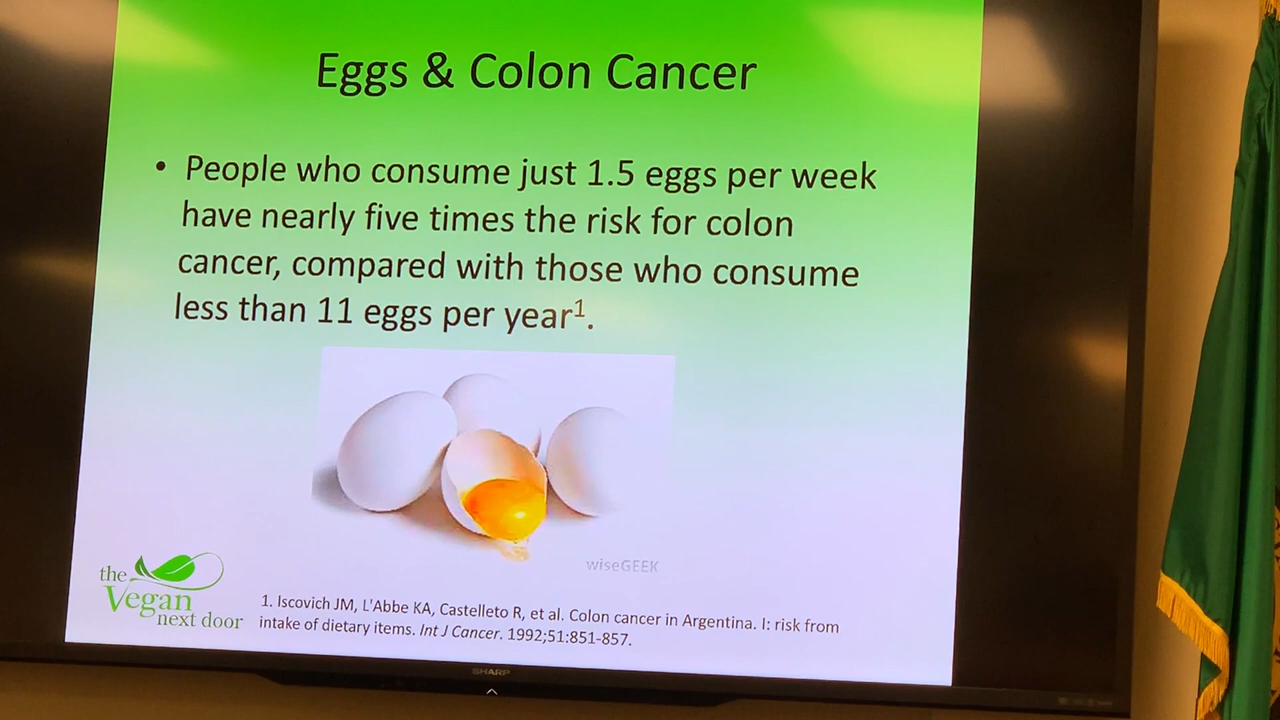 Eggs & Colon Cancer
• People who consume just 1.5 eggs per week
have nearly five times the risk for colon
cancer, compared with those who consume
less than 11 eggs per year¹.
wiseGEEK
the
Vegan
next door
1. Iscovich JM, L'Abbe KA, Castelleto R, et al. Colon cancer in Argentina. I: risk from
intake of dietary items. Int J Cancer. 1992;51:851-857.
SHARP